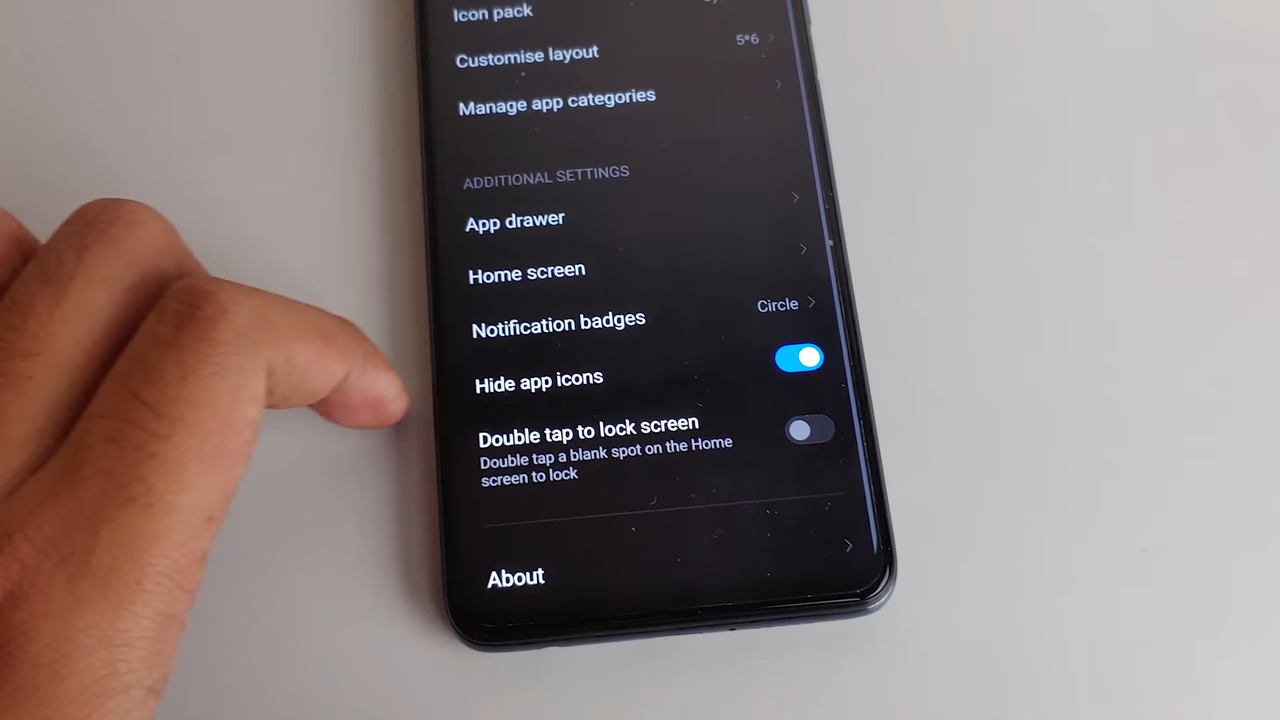 Icon pack
Customise layout 5*6
Manage app categories
ADDITIONAL SETTINGS
App drawer
Home screen
Notification badges Circle
Hide app icons
Double tap to lock screen
Double tap a blank spot on the Home
screen to lock
About